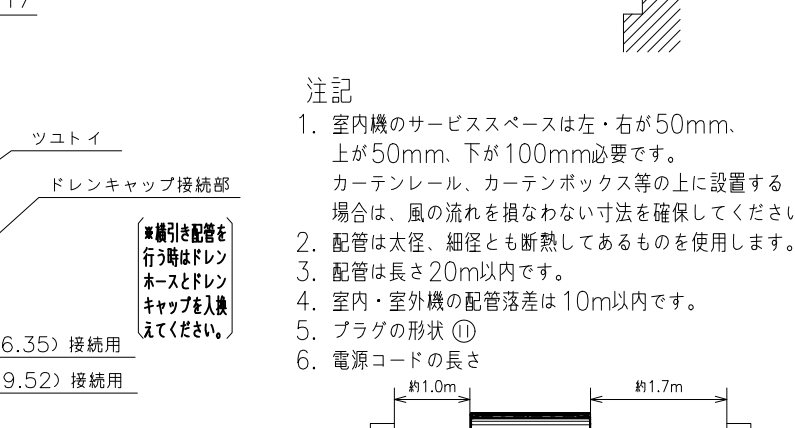 ツユトイ
ドレンキャップ接続部
※横引き配管を
行う時はドレン
ホースとドレン
キャップを入換
えてください。
6.35）接続用
9.52）接続用
注記
1. 室内機のサービススペースは左・右が50mm、
上が50mm、下が100mm必要です。
カーテンレール、カーテンボックス等の上に設置する
場合は、風の流れを損なわない寸法を確保してください
2. 配管は太径、細径とも断熱してあるものを使用します。
3. 配管は長さ20m以内です。
4. 室内・室外機の配管落差は10m以内です。
5. プラグの形状 ⑪
6. 電源コードの長さ
約1.0m
約1.7m